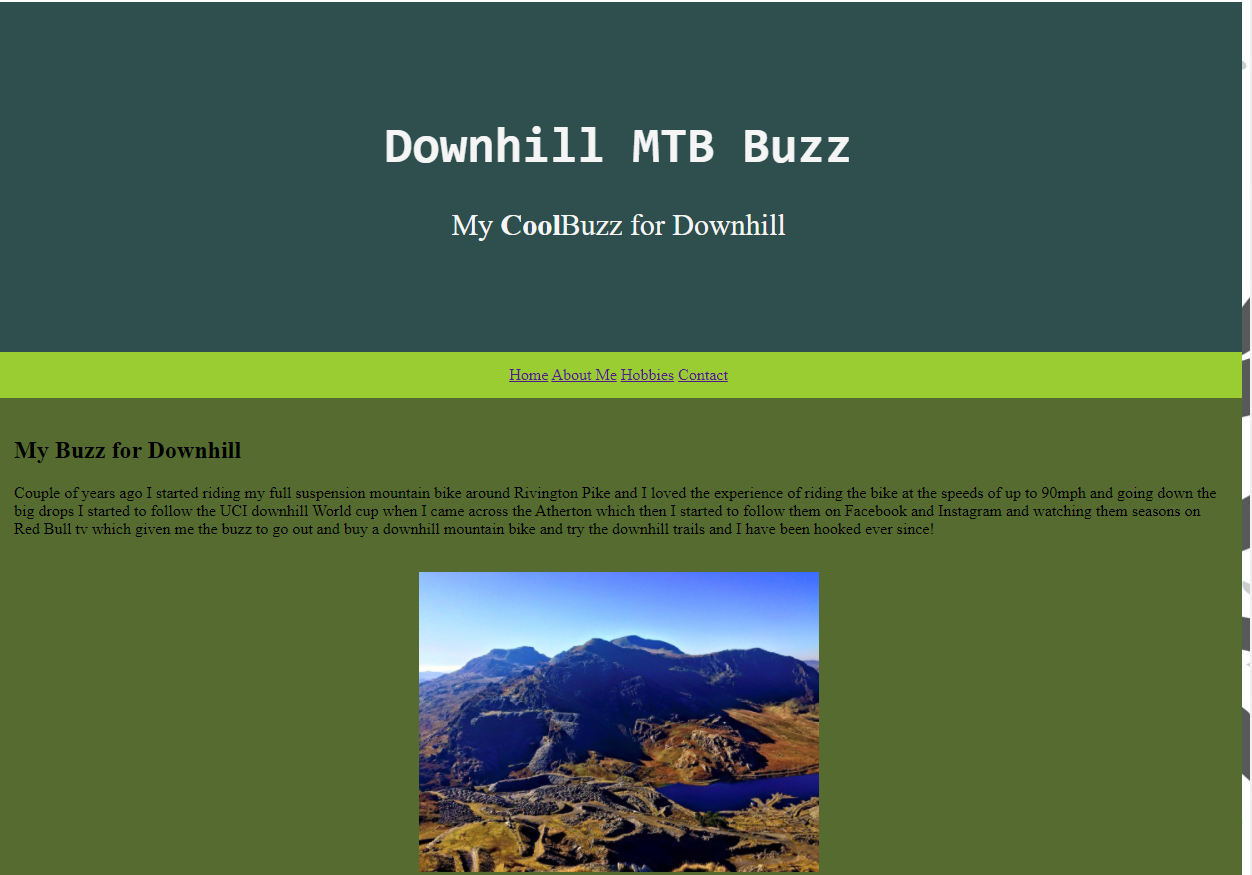 Downhill MTB Buzz
My CoolBuzz for Downhill
Home About Me Hobbies Contact
My Buzz for Downhill
Couple of years ago I started riding my full suspension mountain bike around Rivington Pike and I loved the experience of riding the bike at the speeds of up to 90mph and going down the
big drops I started to follow the UCI downhill World cup when I came across the Atherton which then I started to follow them on Facebook and Instagram and watching them seasons on
Red Bull tv which given me the buzz to go out and buy a downhill mountain bike and try the downhill trails and I have been hooked ever since!